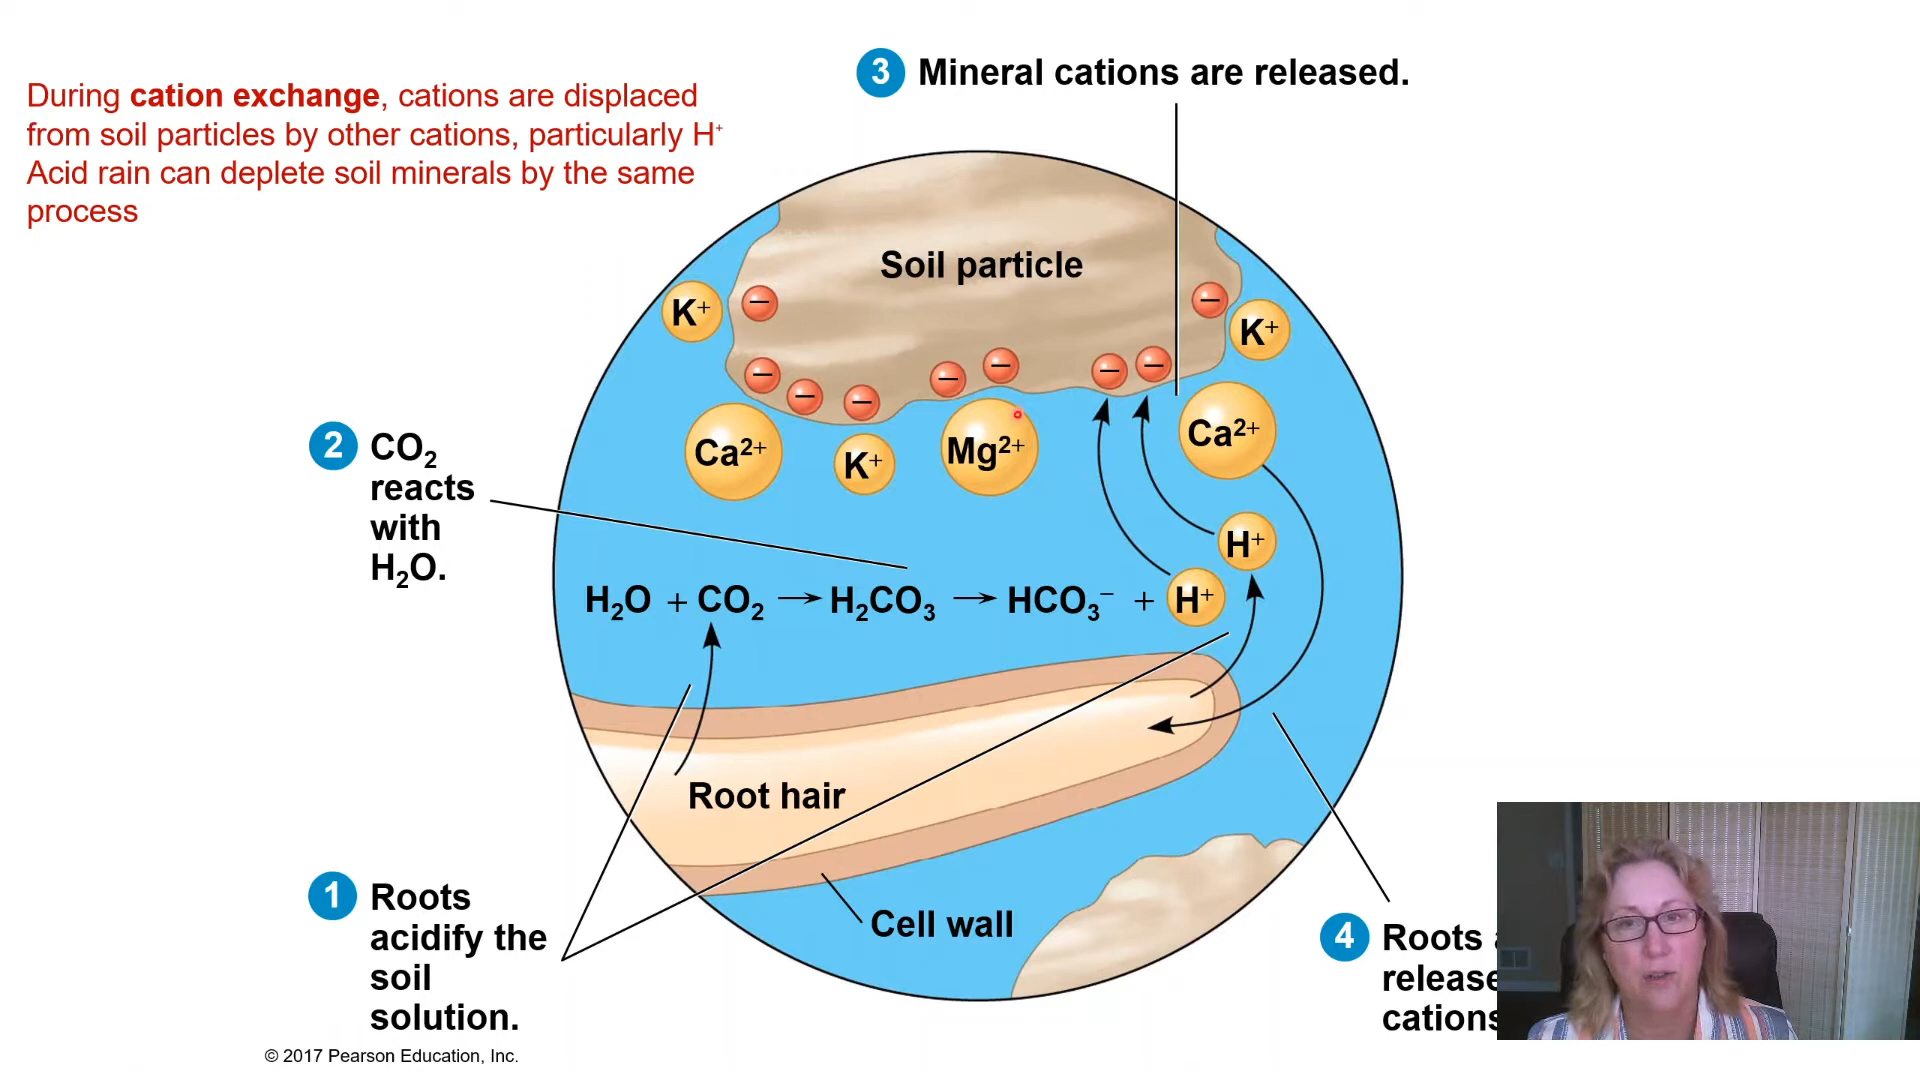 During cation exchange, cations are displaced
from soil particles by other cations, particularly H⁺
Acid rain can deplete soil minerals by the same
process
3 Mineral cations are released.
Soil particle
K⁺
−
−
K⁺
−
−
−
−
−
−
−
Ca²⁺
K⁺
Mg²⁺
Ca²⁺
2 CO₂
reacts
with
H₂O.
H⁺
H₂O + CO₂ → H₂CO₃ → HCO₃⁻ + H⁺
Root hair
Cell wall
1 Roots
acidify the
soil
solution.
4 Roots
release
cations
© 2017 Pearson Education, Inc.